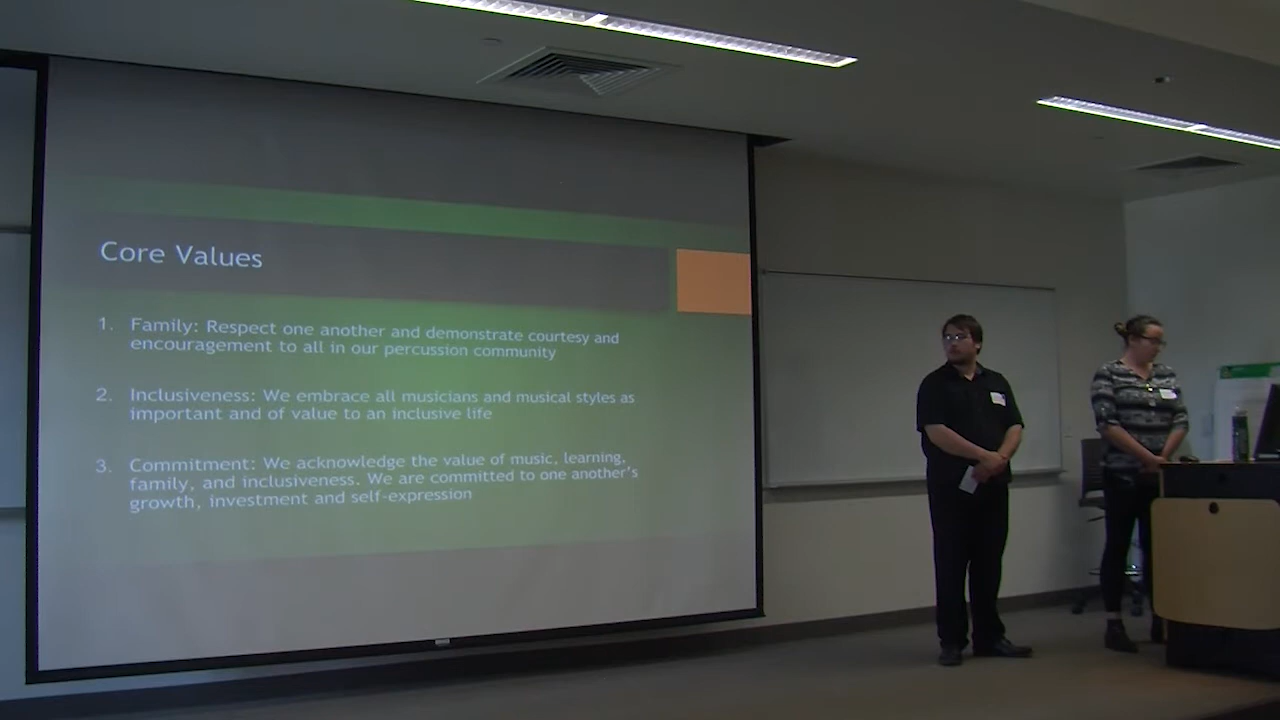 Core Values
1. Family: Respect one another and demonstrate courtesy and
encouragement to all in our percussion community
2. Inclusiveness: We embrace all musicians and musical styles as
important and of value to an inclusive life
3. Commitment: We acknowledge the value of music, learning,
family, and inclusiveness. We are committed to one another's
growth, investment and self-expression